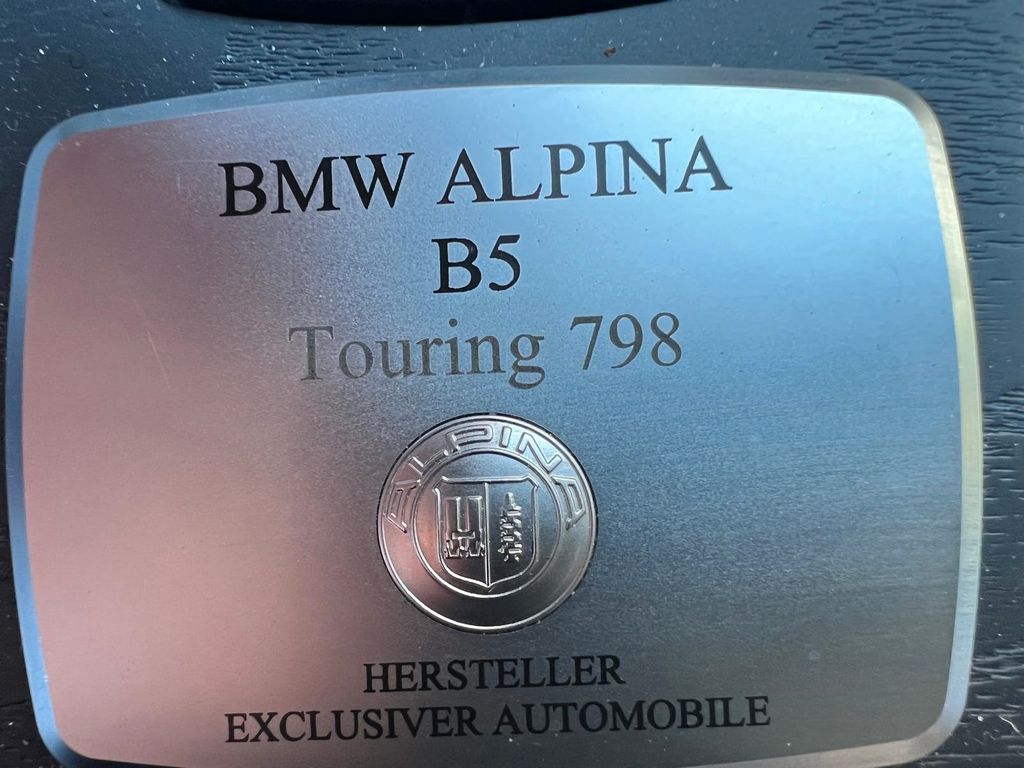 BMW ALPINA
B5
Touring 798
ALPINA
HERSTELLER
EXCLUSIVER AUTOMOBILE